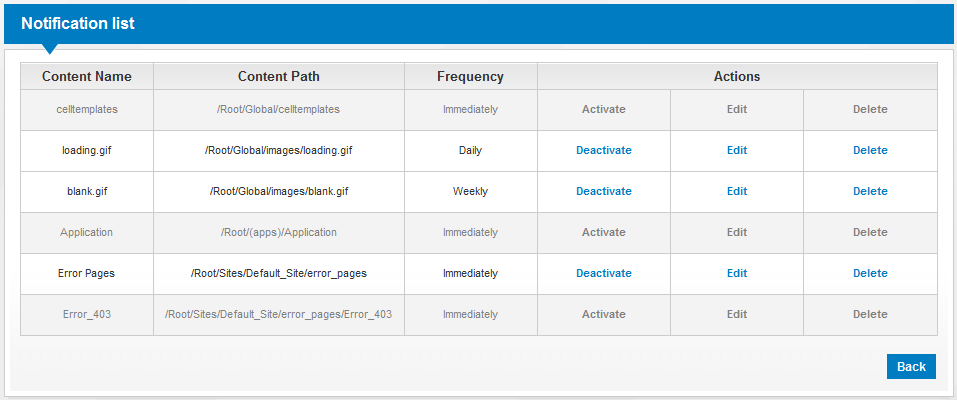 Notification list
Content Name Content Path Frequency Actions
celltemplates /Root/Global/celltemplates Immediately Activate Edit Delete
loading.gif /Root/Global/images/loading.gif Daily Deactivate Edit Delete
blank.gif /Root/Global/images/blank.gif Weekly Deactivate Edit Delete
Application /Root/(apps)/Application Immediately Activate Edit Delete
Error Pages /Root/Sites/Default_Site/error_pages Immediately Deactivate Edit Delete
Error_403 /Root/Sites/Default_Site/error_pages/Error_403 Immediately Activate Edit Delete
Back